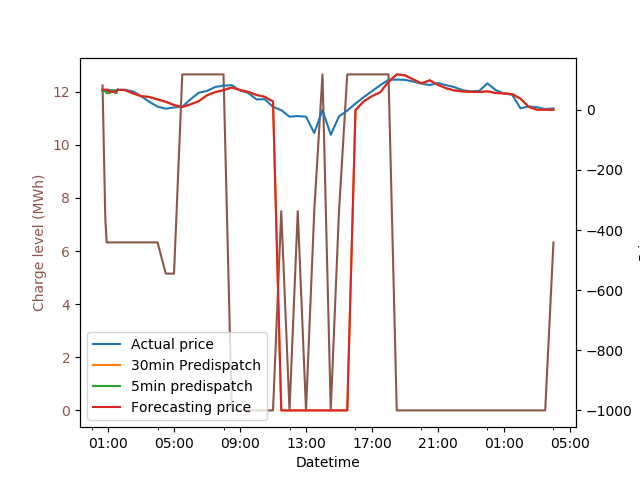 12
10
8
6
4
2
0
Charge level (MWh)
0
−200
−400
−600
−800
−1000
Actual price
30min Predispatch
5min predispatch
Forecasting price
01:00 05:00 09:00 13:00 17:00 21:00 01:00 05:00
Datetime